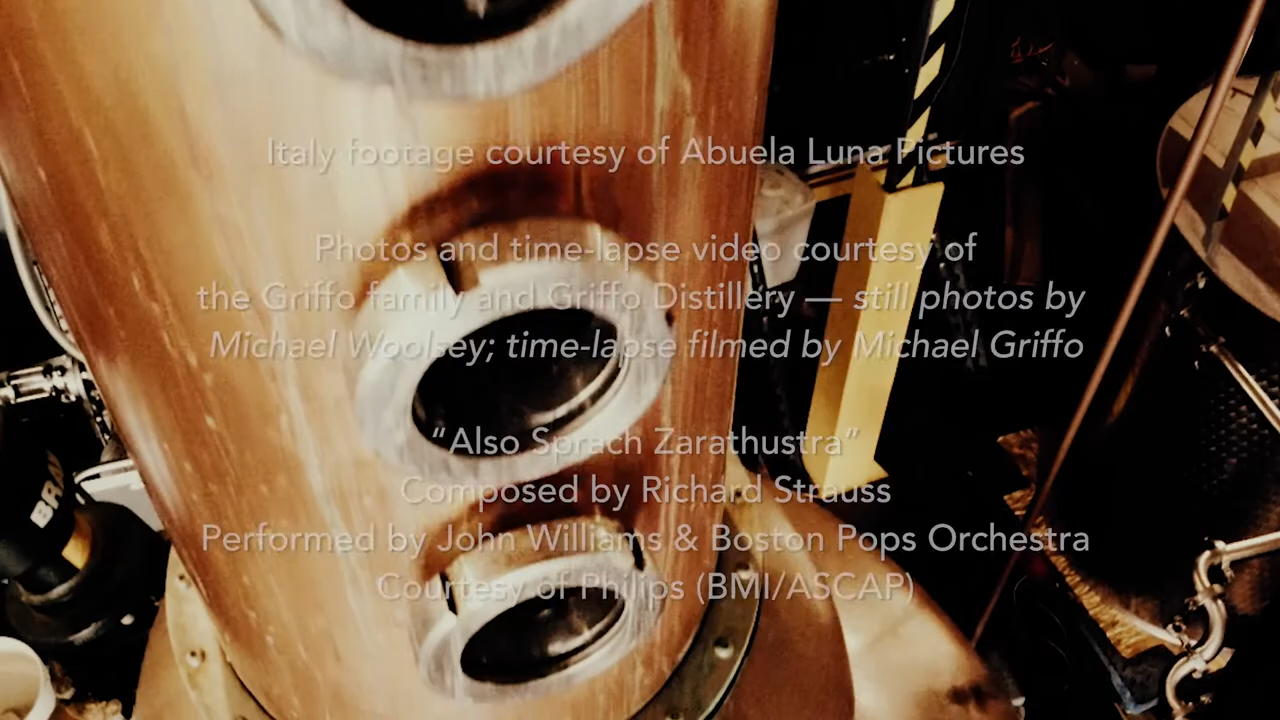 Italy footage courtesy of Abuela Luna Pictures
Photos and time-lapse video courtesy of
the Griffo family and Griffo Distillery — still photos by
Michael Woolsey; time-lapse filmed by Michael Griffo
“Also Sprach Zarathustra”
Composed by Richard Strauss
Performed by John Williams & Boston Pops Orchestra
Courtesy of Philips (BMI/ASCAP)